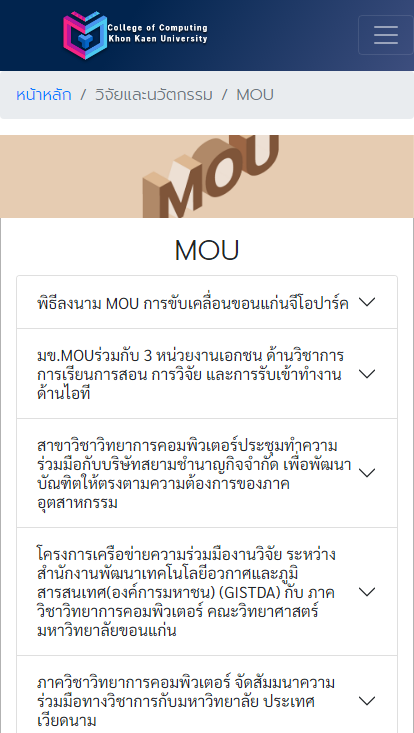 College of Computing
Khon Kaen University
หน้าหลัก / วิจัยและนวัตกรรม / MOU
MOU
MOU
พิธีลงนาม MOU การขับเคลื่อนขอนแก่นจีโอปาร์ค
มข.MOUร่วมกับ 3 หน่วยงานเอกชน ด้านวิชาการ
การเรียนการสอน การวิจัย และการรับเข้าทำงาน
ด้านไอที
สาขาวิชาวิทยาการคอมพิวเตอร์ประชุมทำความ
ร่วมมือกับบริษัทสยามชำนาญกิจจำกัด เพื่อพัฒนา
บัณฑิตให้ตรงตามความต้องการของภาค
อุตสาหกรรม
โครงการเครือข่ายความร่วมมืองานวิจัย ระหว่าง
สำนักงานพัฒนาเทคโนโลยีอวกาศและภูมิ
สารสนเทศ(องค์การมหาชน) (GISTDA) กับ ภาค
วิชาวิทยาการคอมพิวเตอร์ คณะวิทยาศาสตร์
มหาวิทยาลัยขอนแก่น
ภาควิชาวิทยาการคอมพิวเตอร์ จัดสัมมนาความ
ร่วมมือทางวิชาการกับมหาวิทยาลัย ประเทศ
เวียดนาม